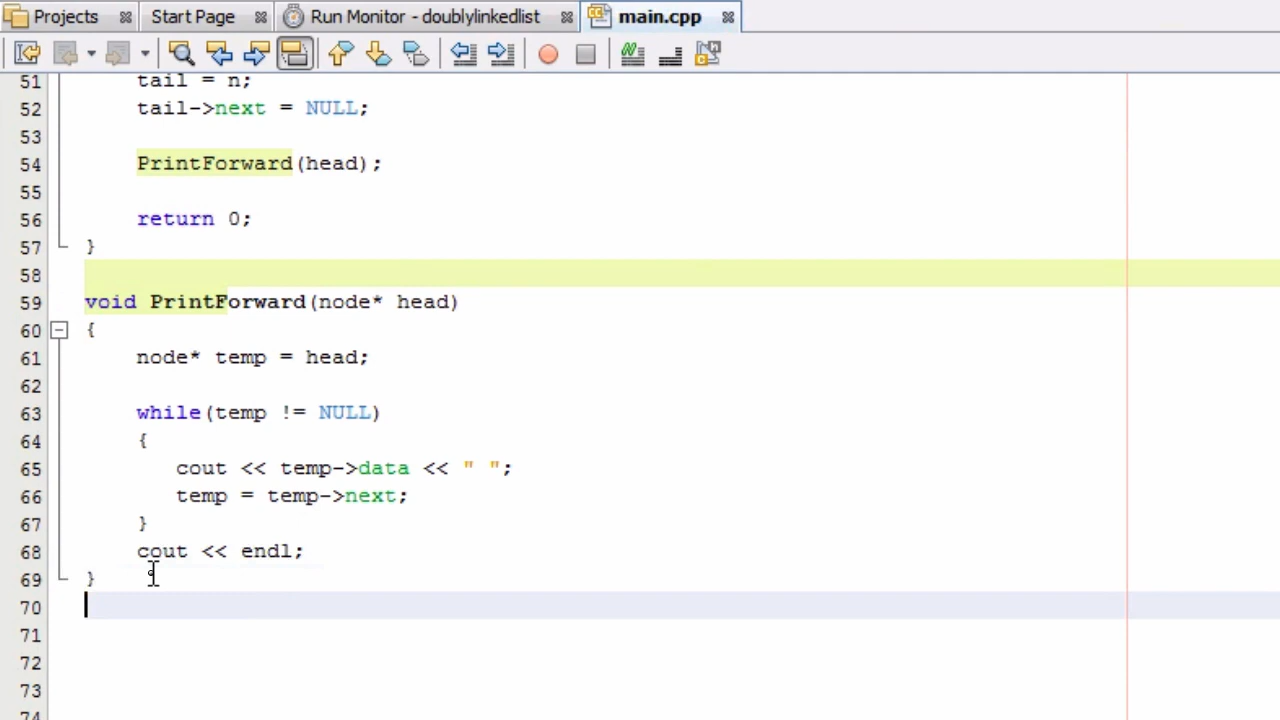 Projects Start Page Run Monitor - doublylinkedlist main.cpp
51 tail = n;
52 tail->next = NULL;
53
54 PrintForward(head);
55
56 return 0;
57 }
58
59 void PrintForward(node* head)
60 {
61 node* temp = head;
62
63 while(temp != NULL)
64 {
65 cout << temp->data << " ";
66 temp = temp->next;
67 }
68 cout << endl;
69 }
70
71
72
73
74